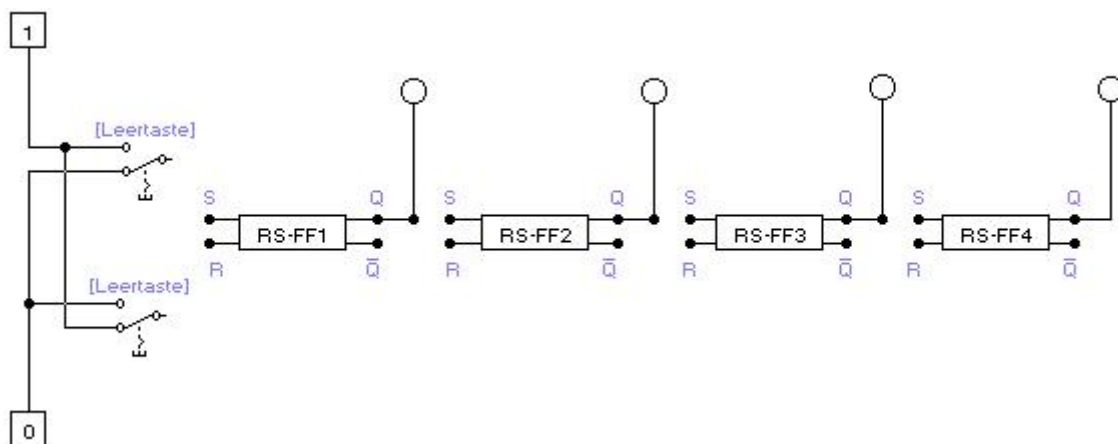 1
[Leertaste]
S Q S Q S Q S Q
RS-FF1 RS-FF2 RS-FF3 RS-FF4
R Q̅ R Q̅ R Q̅ R Q̅
[Leertaste]
0